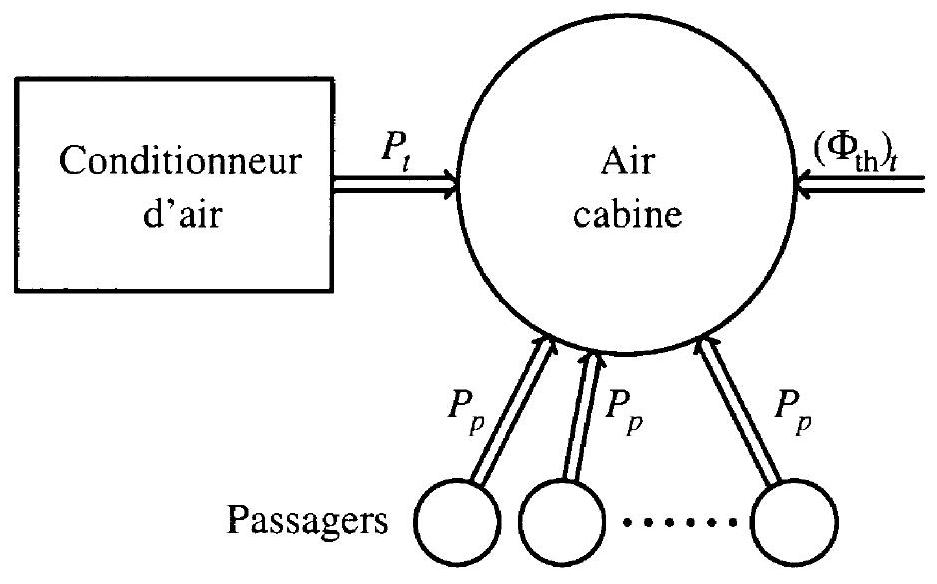 Conditionneur
d'air
P_t
Air
cabine
(Φ_th)_t
P_p
P_p
P_p
Passagers